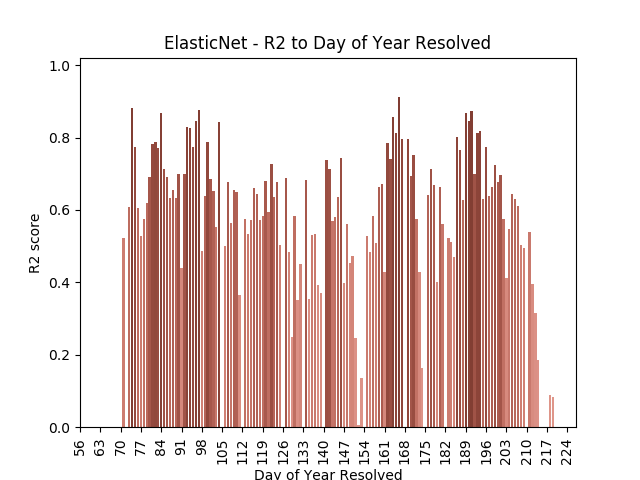 ElasticNet - R2 to Day of Year Resolved
1.0
0.8
0.6
0.4
0.2
0.0
R2 score
56 63 70 77 84 91 98 105 112 119 126 133 140 147 154 161 168 175 182 189 196 203 210 217 224
Day of Year Resolved